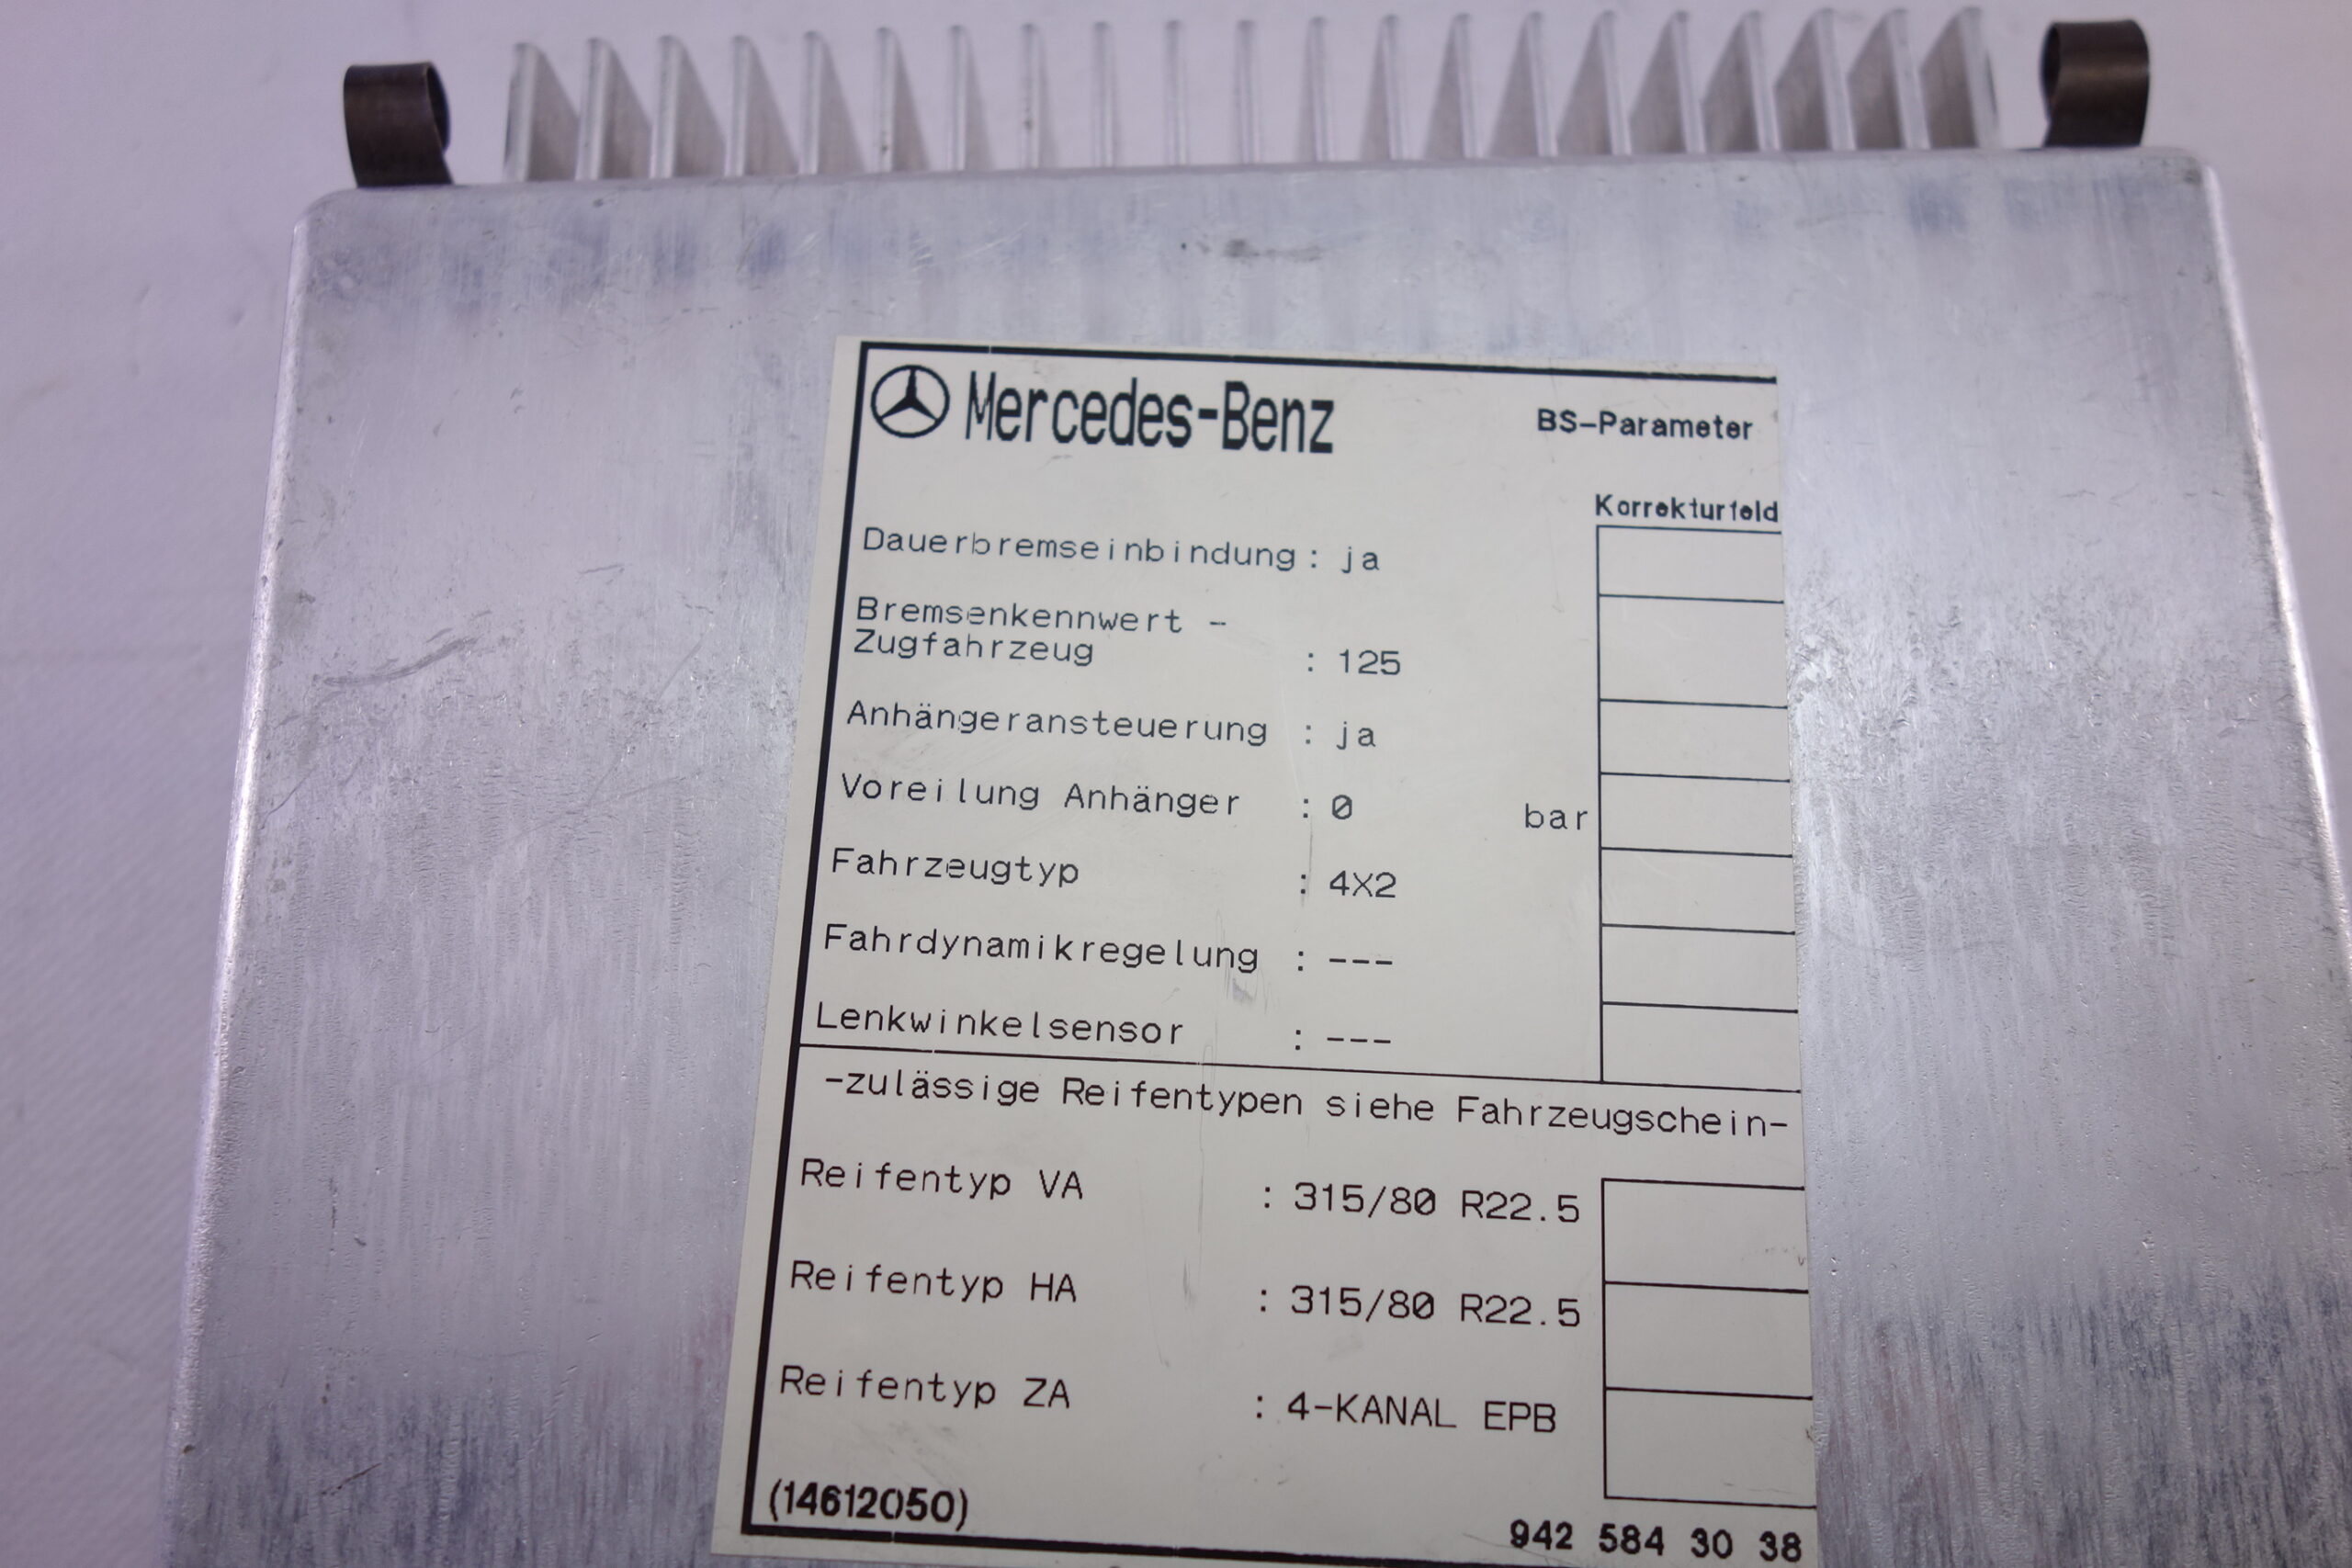 Mercedes-Benz BS-Parameter
Korrekturfeld
Dauerbremseinbindung : ja
Bremsenkennwert -
Zugfahrzeug : 125
Anhängeransteuerung : ja
Voreilung Anhänger : 0 bar
Fahrzeugtyp : 4X2
Fahrdynamikregelung : ---
Lenkwinkelsensor : ---
-zulässige Reifentypen siehe Fahrzeugschein-
Reifentyp VA : 315/80 R22.5
Reifentyp HA : 315/80 R22.5
Reifentyp ZA : 4-KANAL EPB
(14612050)
942 584 30 38